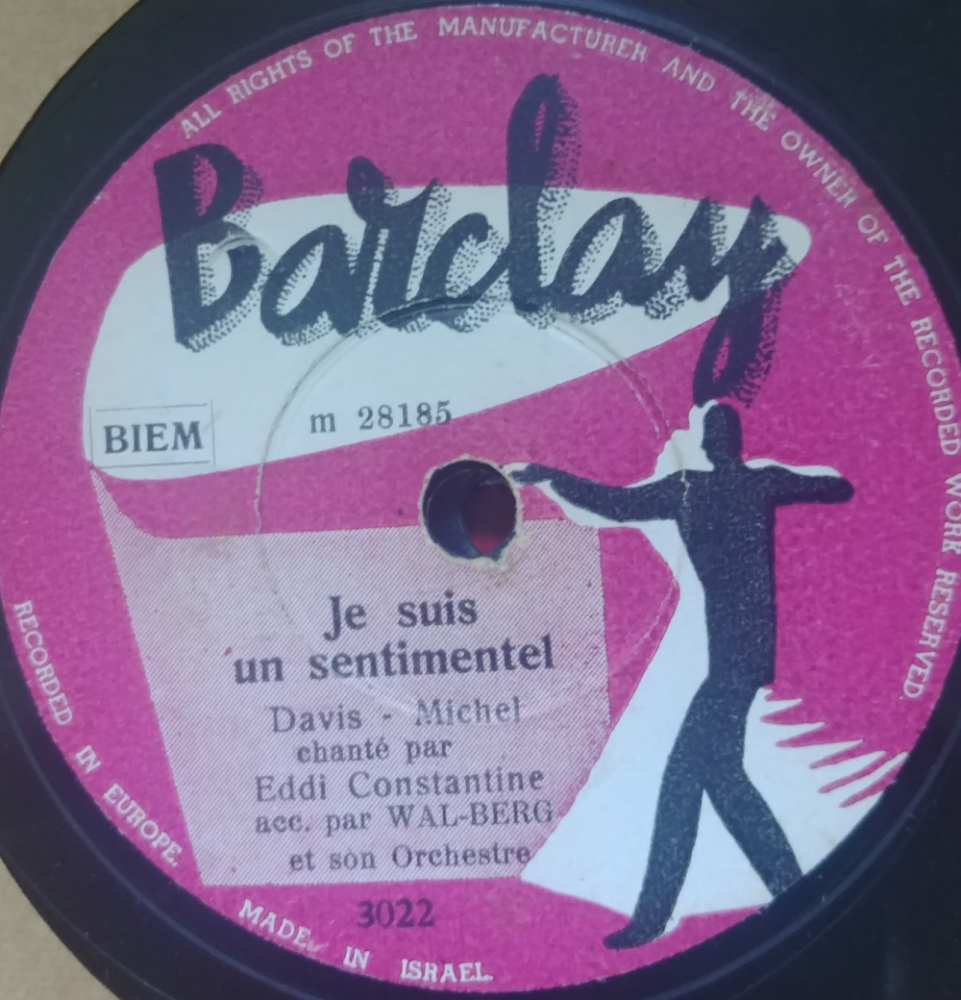 ALL RIGHTS OF THE MANUFACTURER AND THE OWNER OF THE RECORDED WORK RESERVED.
Barclay
m 28185
BIEM
Je suis
un sentimentel
Davis - Michel
chanté par
Eddi Constantine
acc. par WAL-BERG
et son Orchestre
3022
RECORDED IN EUROPE.
MADE IN ISRAEL.